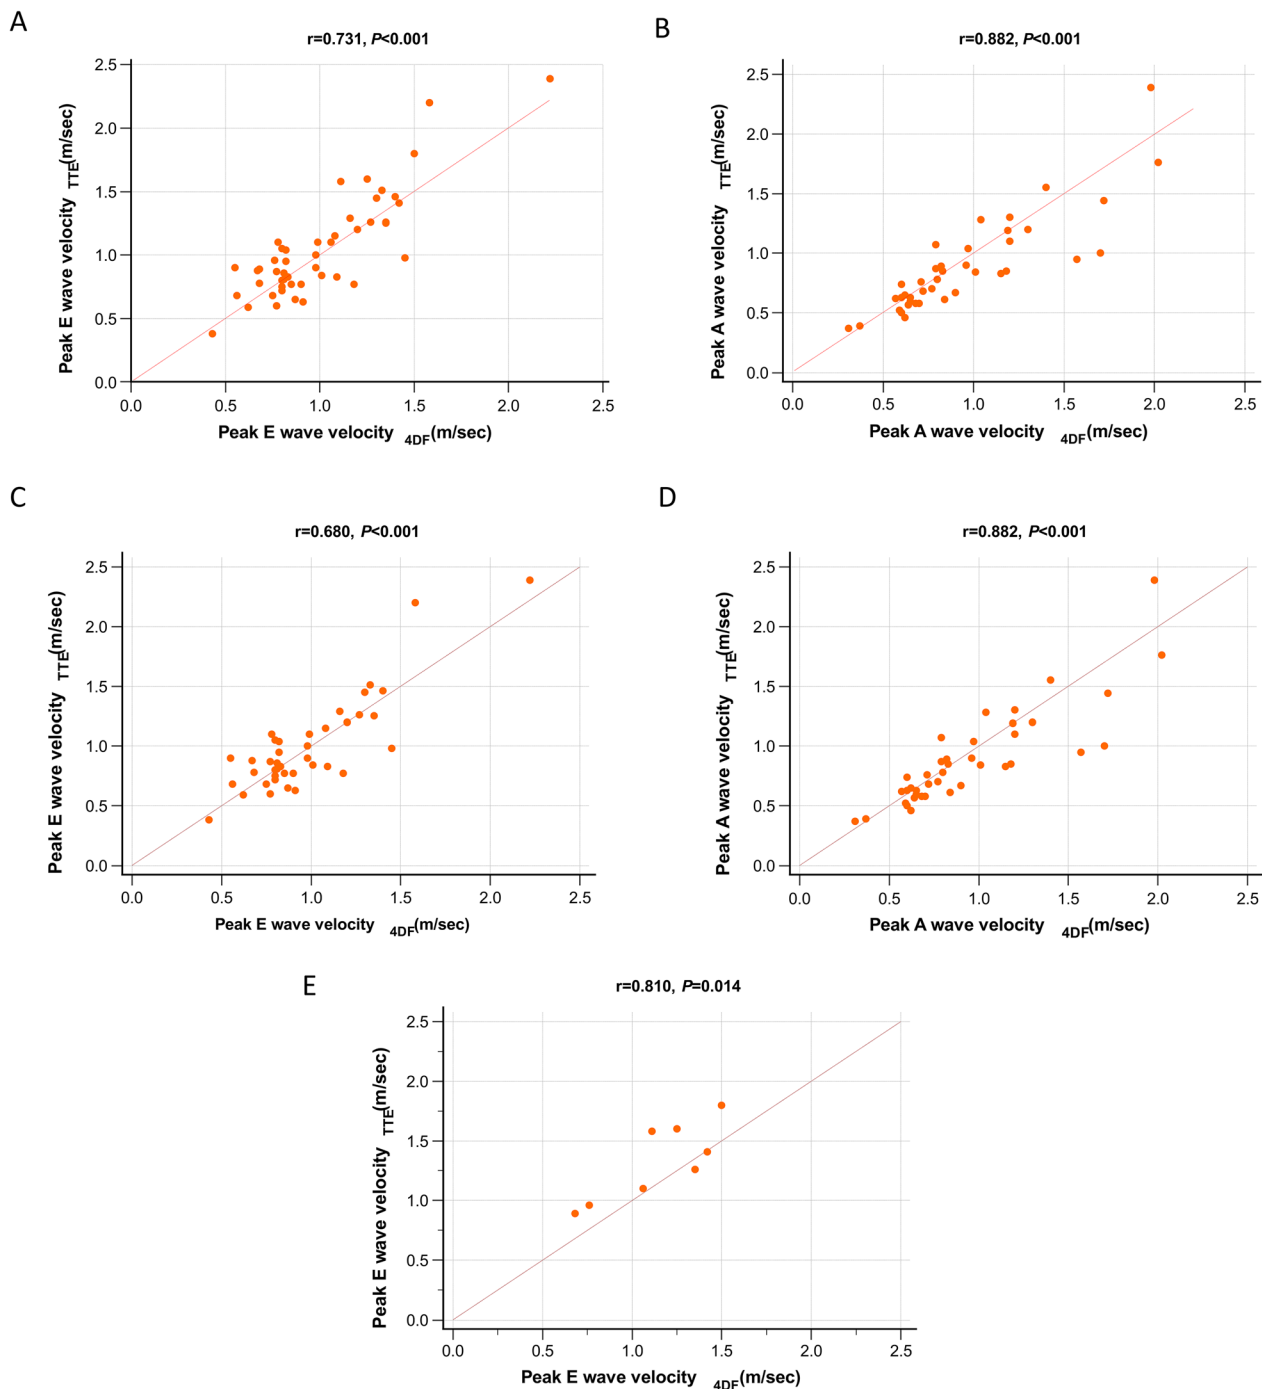 A
r=0.731, P<0.001
Peak E wave velocity TTE(m/sec)
2.5
2.0
1.5
1.0
0.5
0.0
0.0 0.5 1.0 1.5 2.0 2.5
Peak E wave velocity 4DF(m/sec)
B
r=0.882, P<0.001
Peak A wave velocity TTE(m/sec)
2.5
2.0
1.5
1.0
0.5
0.0
0.0 0.5 1.0 1.5 2.0 2.5
Peak A wave velocity 4DF(m/sec)
C
r=0.680, P<0.001
Peak E wave velocity TTE(m/sec)
2.5
2.0
1.5
1.0
0.5
0.0
0.0 0.5 1.0 1.5 2.0 2.5
Peak E wave velocity 4DF(m/sec)
D
r=0.882, P<0.001
Peak A wave velocity TTE(m/sec)
2.5
2.0
1.5
1.0
0.5
0.0
0.0 0.5 1.0 1.5 2.0 2.5
Peak A wave velocity 4DF(m/sec)
E
r=0.810, P=0.014
Peak E wave velocity TTE(m/sec)
2.5
2.0
1.5
1.0
0.5
0.0
0.0 0.5 1.0 1.5 2.0 2.5
Peak E wave velocity 4DF(m/sec)